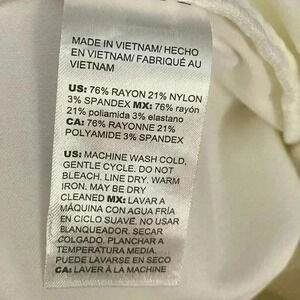 MADE IN VIETNAM/ HECHO
EN VIETNAM/ FABRIQUÉ AU
VIETNAM
US: 76% RAYON 21% NYLON
3% SPANDEX MX: 76% rayón
21% poliamida 3% elastano
CA: 76% RAYONNE 21%
POLYAMIDE 3% SPANDEX
US: MACHINE WASH COLD,
GENTLE CYCLE. DO NOT
BLEACH. LINE DRY. WARM
IRON. MAY BE DRY
CLEANED MX: LAVAR A
MÁQUINA CON AGUA FRÍA
EN CICLO SUAVE. NO USAR
BLANQUEADOR. SECAR
COLGADO. PLANCHAR A
TEMPERATURA MEDIA.
PUEDE LAVARSE EN SECO
CA: LAVER À LA MACHINE